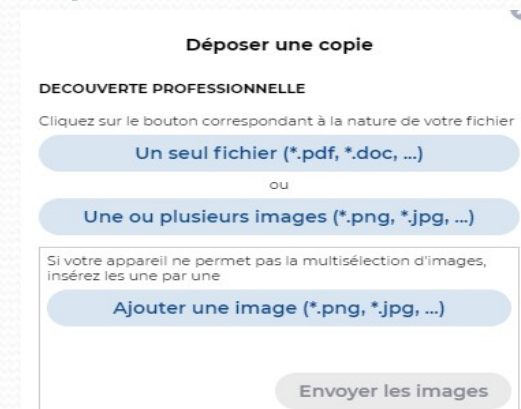 Déposer une copie
DECOUVERTE PROFESSIONNELLE
Cliquez sur le bouton correspondant à la nature de votre fichier
Un seul fichier (*.pdf, *.doc, ...)
ou
Une ou plusieurs images (*.png, *.jpg, ...)
Si votre appareil ne permet pas la multisélection d'images,
insérez les une par une
Ajouter une image (*.png, *.jpg, ...)
Envoyer les images